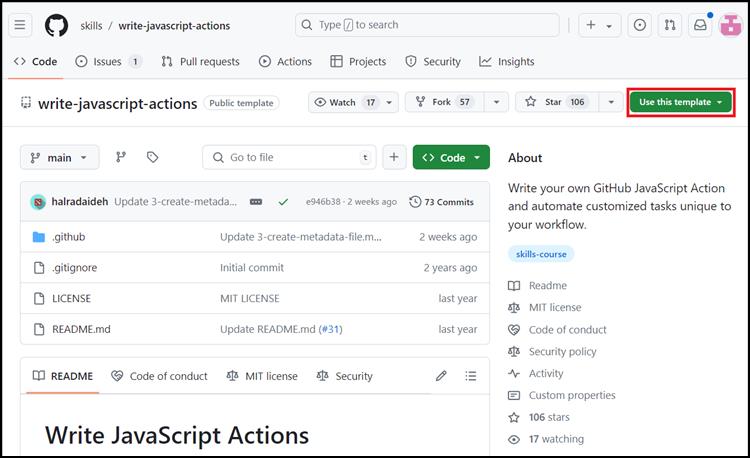 skills / write-javascript-actions
Type / to search
Code
Issues 1
Pull requests
Actions
Projects
Security
Insights
write-javascript-actions Public template
Watch 17
Fork 57
Star 106
Use this template
main
Go to file t
Code
About
Write your own GitHub JavaScript Action
and automate customized tasks unique to
your workflow.
skills-course
halradaideh Update 3-create-metada... e946b38 · 2 weeks ago 73 Commits
.github Update 3-create-metadata-file.m... 2 weeks ago
.gitignore Initial commit 2 years ago
LICENSE MIT LICENSE last year
README.md Update README.md (#31) last year
Readme
MIT license
Code of conduct
Security policy
Activity
Custom properties
106 stars
17 watching
README
Code of conduct
MIT license
Security
Write JavaScript Actions